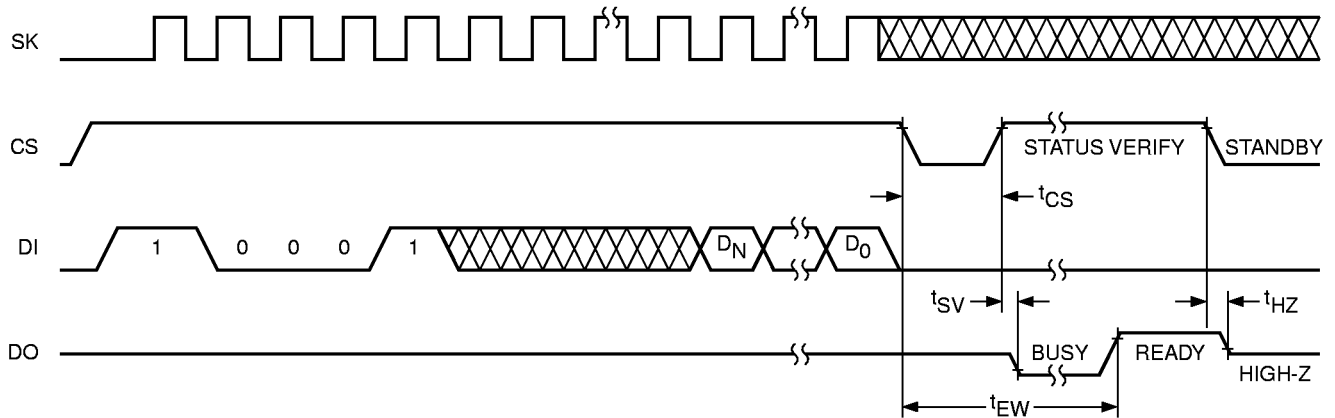 SK
CS
STATUS VERIFY
STANDBY
tCS
DI
1
0
0
0
1
DN
D0
tSV
tHZ
DO
BUSY
READY
HIGH-Z
tEW